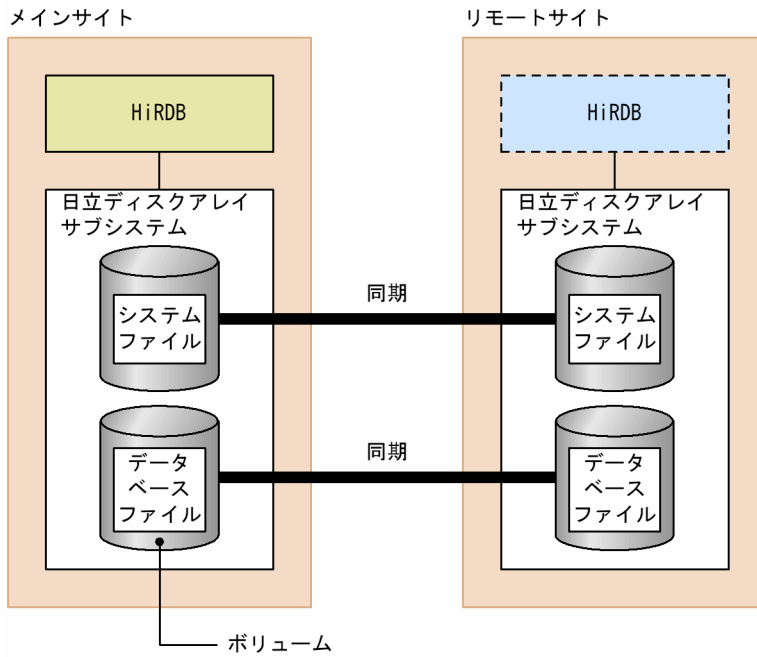 メインサイト
リモートサイト
HiRDB
HiRDB
日立ディスクアレイ
サブシステム
日立ディスクアレイ
サブシステム
システム
ファイル
同期
システム
ファイル
データ
ベース
ファイル
同期
データ
ベース
ファイル
ボリューム